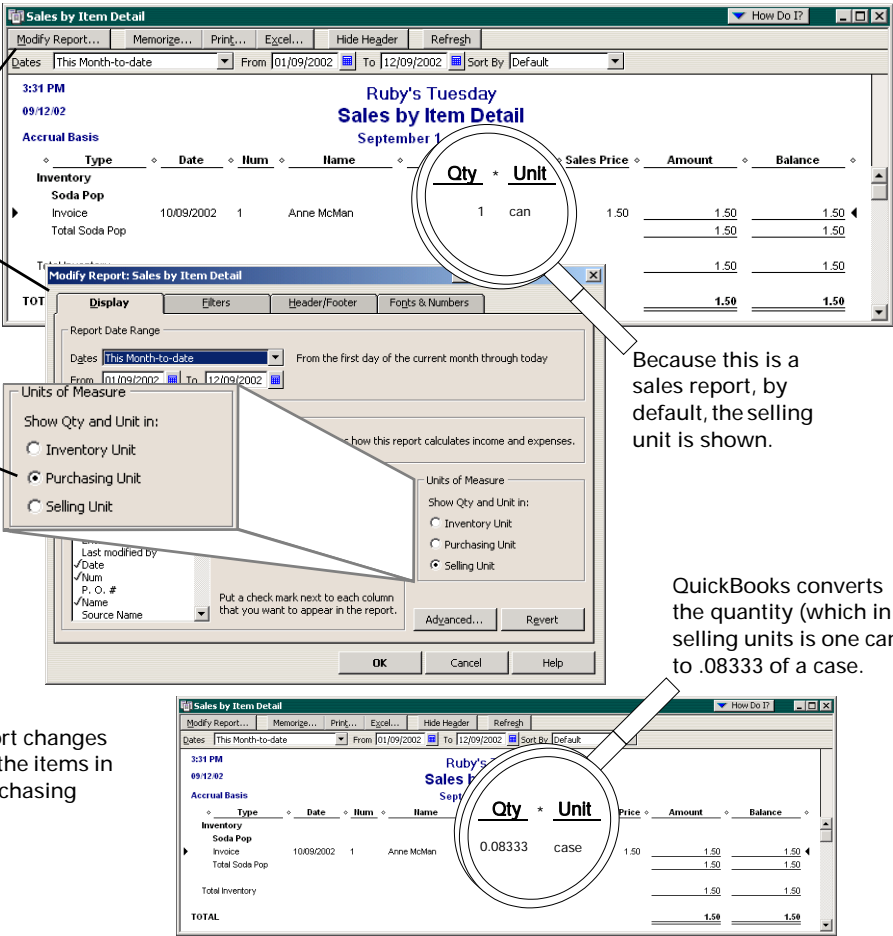 Sales by Item Detail
How Do I?
Modify Report... Memorize... Print... Excel... Hide Header Refresh
Dates This Month-to-date From 01/09/2002 To 12/09/2002 Sort By Default
3:31 PM
Ruby's Tuesday
09/12/02
Sales by Item Detail
Accrual Basis
September 1
Type Date Num Name Qty * Unit Sales Price Amount Balance
Inventory
Soda Pop
Invoice 10/09/2002 1 Anne McMan 1 can 1.50 1.50 1.50
Total Soda Pop 1.50 1.50
1.50 1.50
TOT 1.50 1.50
Modify Report: Sales by Item Detail
Display Filters Header/Footer Fonts & Numbers
Report Date Range
Dates This Month-to-date From the first day of the current month through today
From 01/09/2002 To 12/09/2002
how this report calculates income and expenses.
Units of Measure
Show Qty and Unit in:
Inventory Unit
Purchasing Unit
Selling Unit
Units of Measure
Show Qty and Unit in:
Inventory Unit
Purchasing Unit
Selling Unit
Last modified by
Date
Num
P. O. #
Name
Source Name
Put a check mark next to each column
that you want to appear in the report.
Advanced... Revert
OK Cancel Help
Because this is a
sales report, by
default, the selling
unit is shown.
QuickBooks converts
the quantity (which in
selling units is one can
to .08333 of a case.
rt changes
the items in
chasing
Sales by Item Detail
How Do I?
Modify Report... Memorize... Print... Excel... Hide Header Refresh
Dates This Month-to-date From 01/09/2002 To 12/09/2002 Sort By Default
3:31 PM
Ruby's
09/12/02
Sales
Accrual Basis
Sept
Type Date Num Name Qty * Unit Price Amount Balance
Inventory
Soda Pop
Invoice 10/09/2002 1 Anne McMan 0.08333 case 1.50 1.50 1.50
Total Soda Pop 1.50 1.50
Total Inventory 1.50 1.50
TOTAL 1.50 1.50